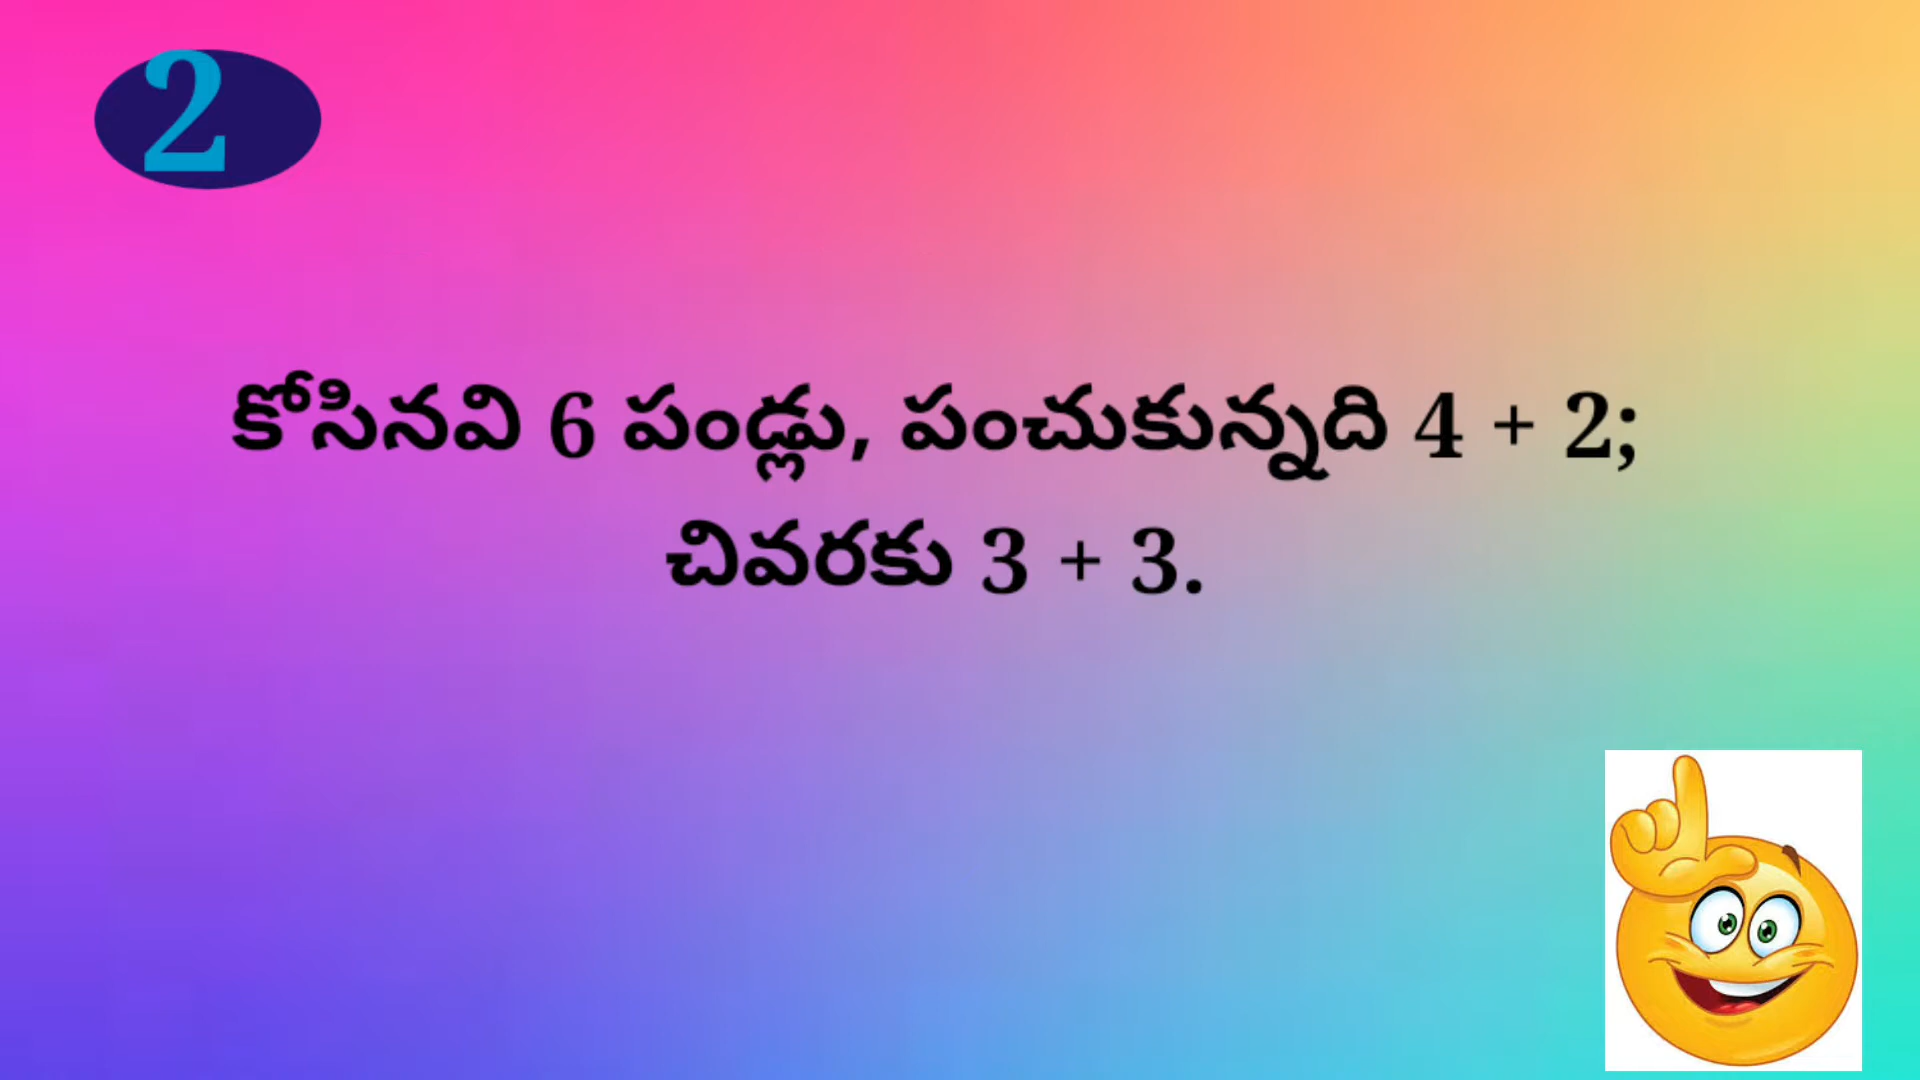 2
కోసినవి 6 పండ్లు, పంచుకున్నది 4 + 2;
చివరకు 3 + 3.